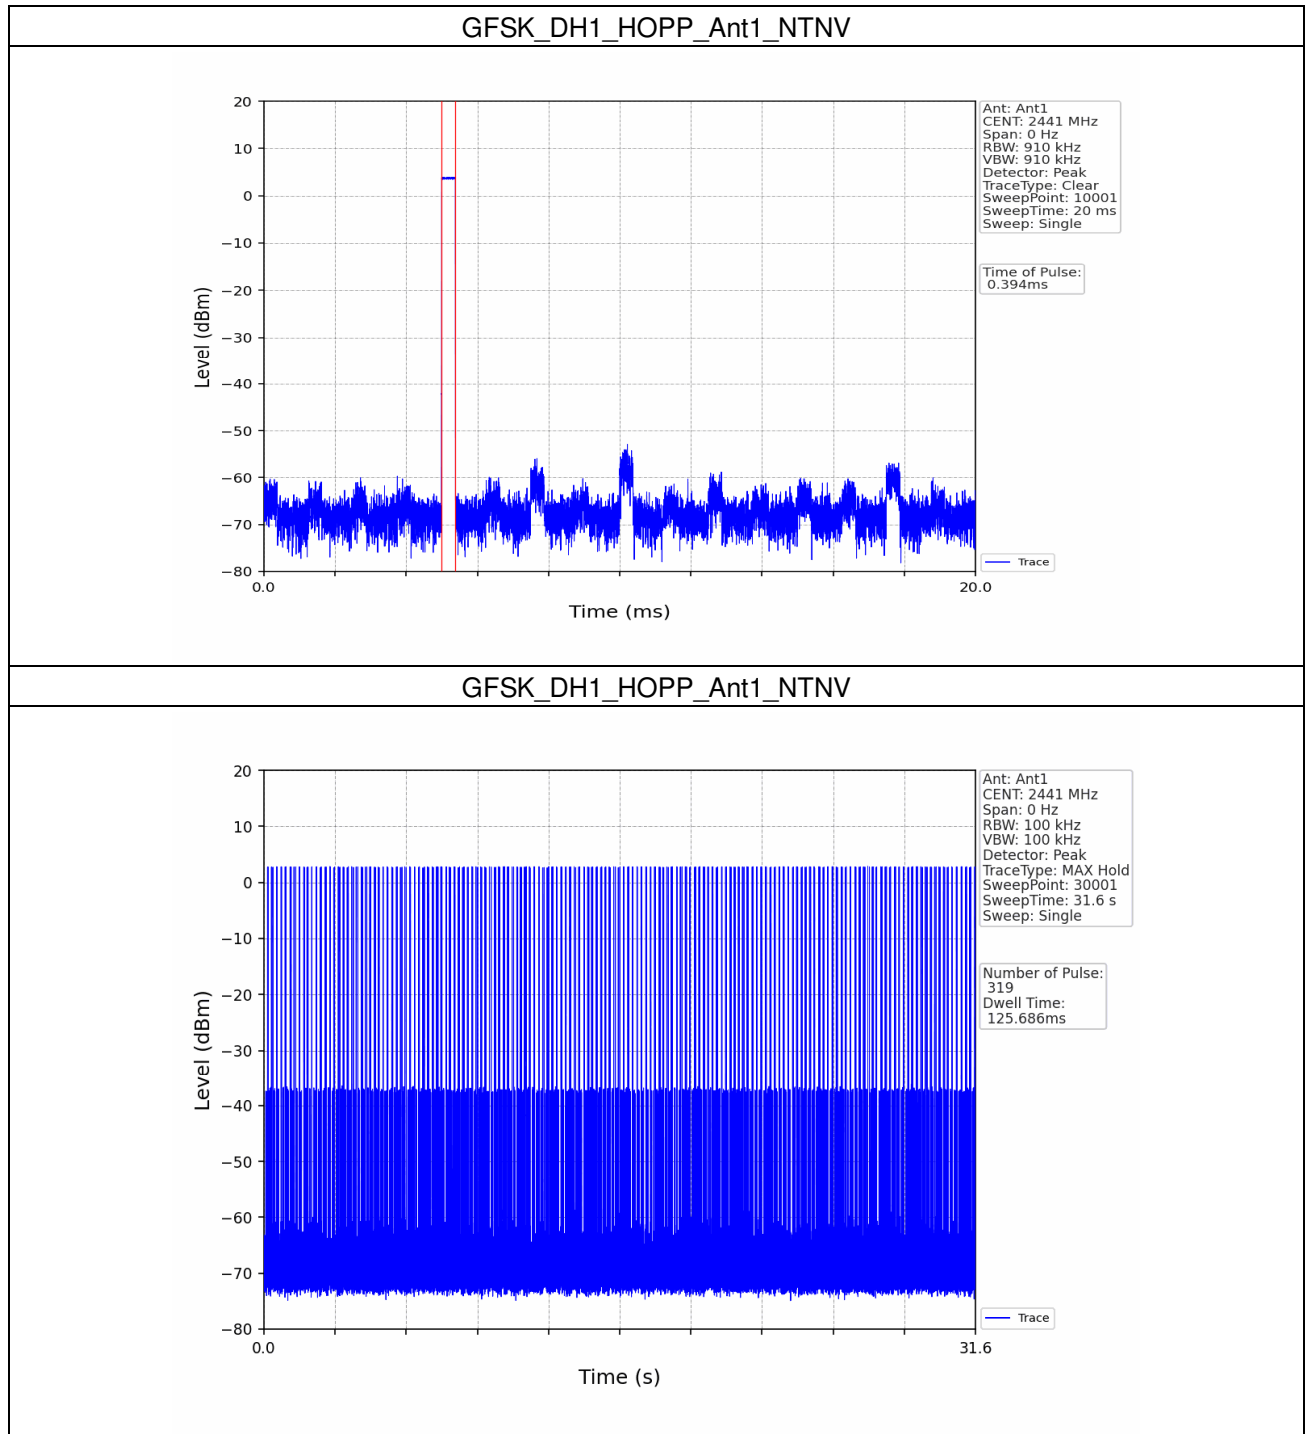 GFSK_DH1_HOPP_Ant1_NTNV
20
10
0
−10
−20
−30
−40
−50
−60
−70
−80
Level (dBm)
0.0
20.0
Time (ms)
Ant: Ant1
CENT: 2441 MHz
Span: 0 Hz
RBW: 910 kHz
VBW: 910 kHz
Detector: Peak
TraceType: Clear
SweepPoint: 10001
SweepTime: 20 ms
Sweep: Single
Time of Pulse:
0.394ms
Trace
GFSK_DH1_HOPP_Ant1_NTNV
20
10
0
−10
−20
−30
−40
−50
−60
−70
−80
Level (dBm)
0.0
31.6
Time (s)
Ant: Ant1
CENT: 2441 MHz
Span: 0 Hz
RBW: 100 kHz
VBW: 100 kHz
Detector: Peak
TraceType: MAX Hold
SweepPoint: 30001
SweepTime: 31.6 s
Sweep: Single
Number of Pulse:
319
Dwell Time:
125.686ms
Trace